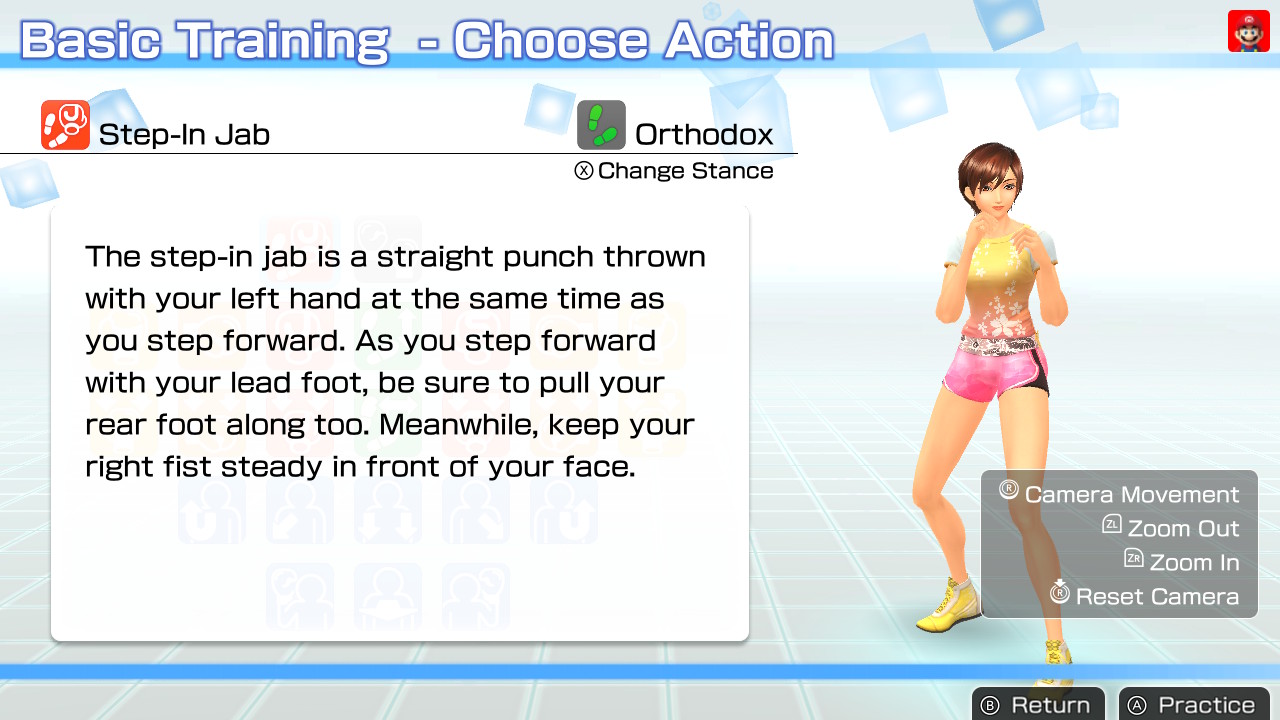 Basic Training - Choose Action
Step-In Jab
Orthodox
Ⓧ Change Stance
The step-in jab is a straight punch thrown
with your left hand at the same time as
you step forward. As you step forward
with your lead foot, be sure to pull your
rear foot along too. Meanwhile, keep your
right fist steady in front of your face.
Ⓡ Camera Movement
ZL Zoom Out
ZR Zoom In
Ⓡ Reset Camera
Ⓑ Return
Ⓐ Practice